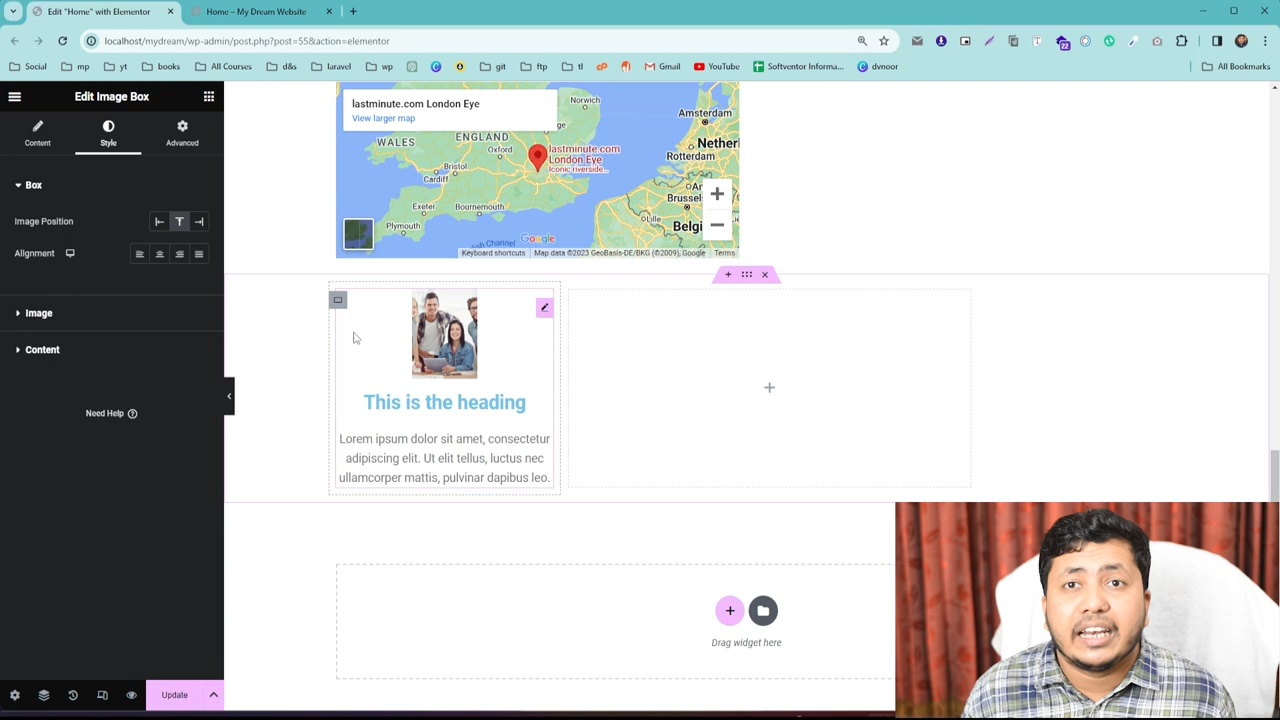 Edit "Home" with Elementor
Home – My Dream Website
localhost/mydream/wp-admin/post.php?post=55&action=elementor
22
Social
mp
yt
books
All Courses
d&s
laravel
wp
git
ftp
tl
Gmail
YouTube
Softventor Informa...
dvnoor
All Bookmarks
Edit Image Box
Content
Style
Advanced
Box
Image Position
Alignment
Image
Content
Need Help
Update
lastminute.com London Eye
View larger map
Norwich
ENGLAND
WALES
Oxford
Bristol
Cardiff
Exeter
Bournemouth
Plymouth
lastminute.com
London Eye
Iconic riverside...
Amsterdam
Nether
Rotterdam
Brusse
Belgi
Lille
Google
Keyboard shortcuts
Map data ©2023 GeoBasis-DE/BKG (©2009), Google
Terms
This is the heading
Lorem ipsum dolor sit amet, consectetur
adipiscing elit. Ut elit tellus, luctus nec
ullamcorper mattis, pulvinar dapibus leo.
Drag widget here